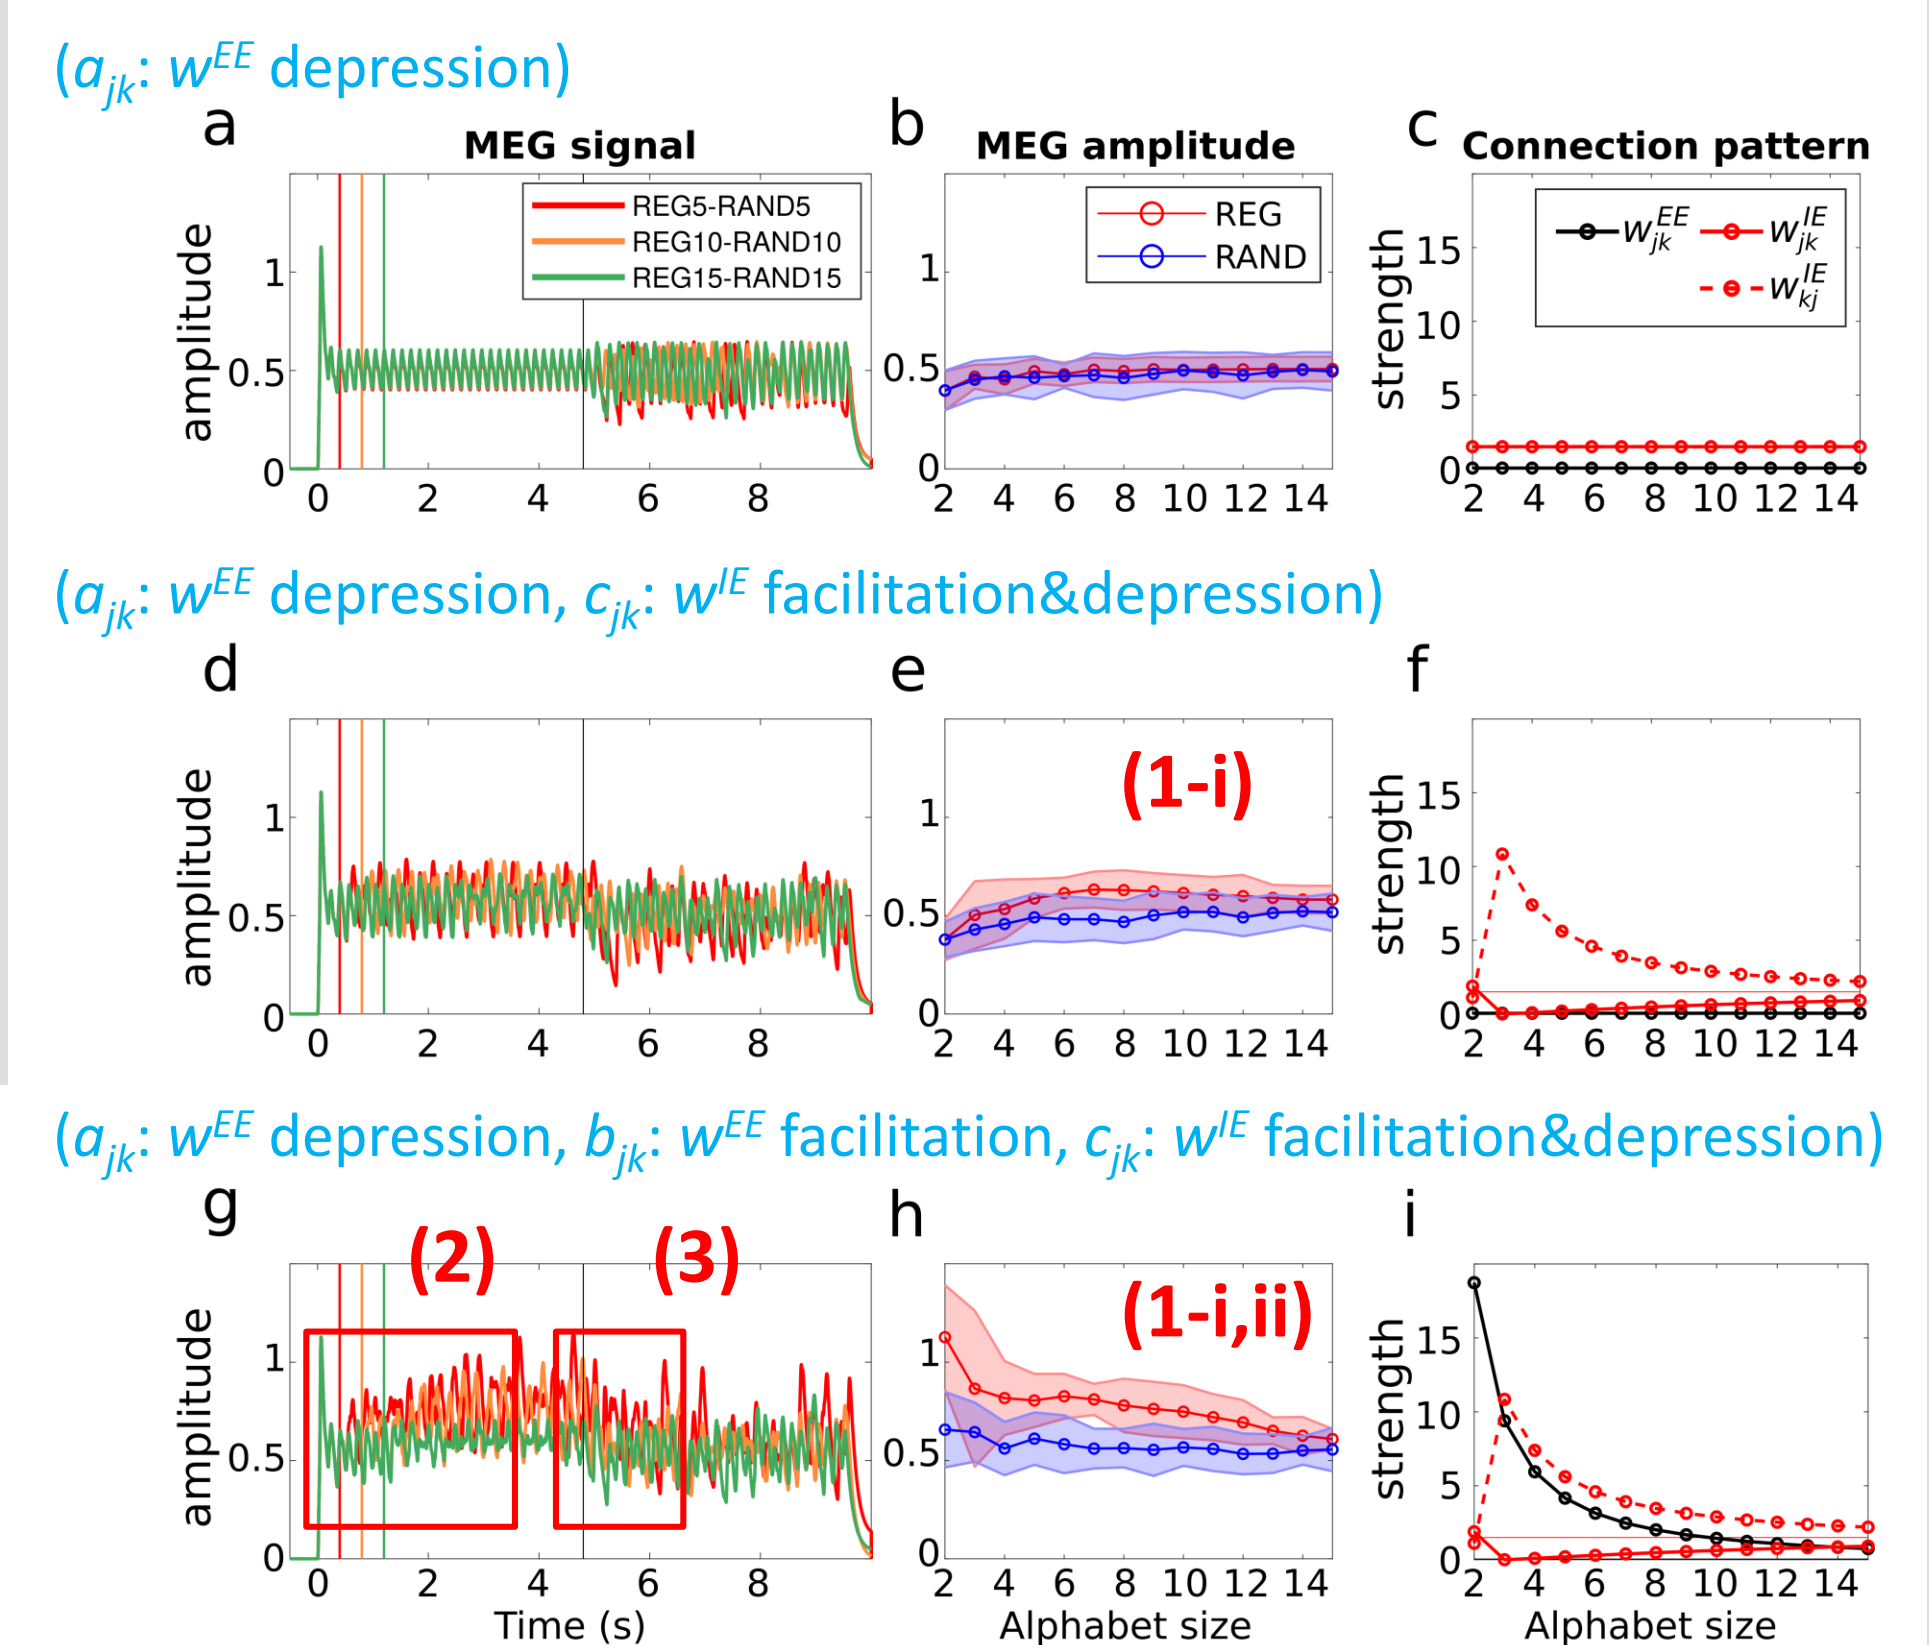 (a_jk: w^EE depression)
a MEG signal
b MEG amplitude
c Connection pattern
REG5-RAND5
REG10-RAND10
REG15-RAND15
amplitude
1
0.5
0
0 2 4 6 8
REG
RAND
1
0.5
0
2 4 6 8 10 12 14
w_jk^EE w_jk^IE
w_kj^IE
strength
15
10
5
0
2 4 6 8 10 12 14
(a_jk: w^EE depression, c_jk: w^IE facilitation&depression)
d
amplitude
1
0.5
0
0 2 4 6 8
e
(1-i)
1
0.5
0
2 4 6 8 10 12 14
f
strength
15
10
5
0
2 4 6 8 10 12 14
(a_jk: w^EE depression, b_jk: w^EE facilitation, c_jk: w^IE facilitation&depression)
g
(2) (3)
amplitude
1
0.5
0
0 2 4 6 8
Time (s)
h
(1-i,ii)
1
0.5
0
2 4 6 8 10 12 14
Alphabet size
i
strength
15
10
5
0
2 4 6 8 10 12 14
Alphabet size